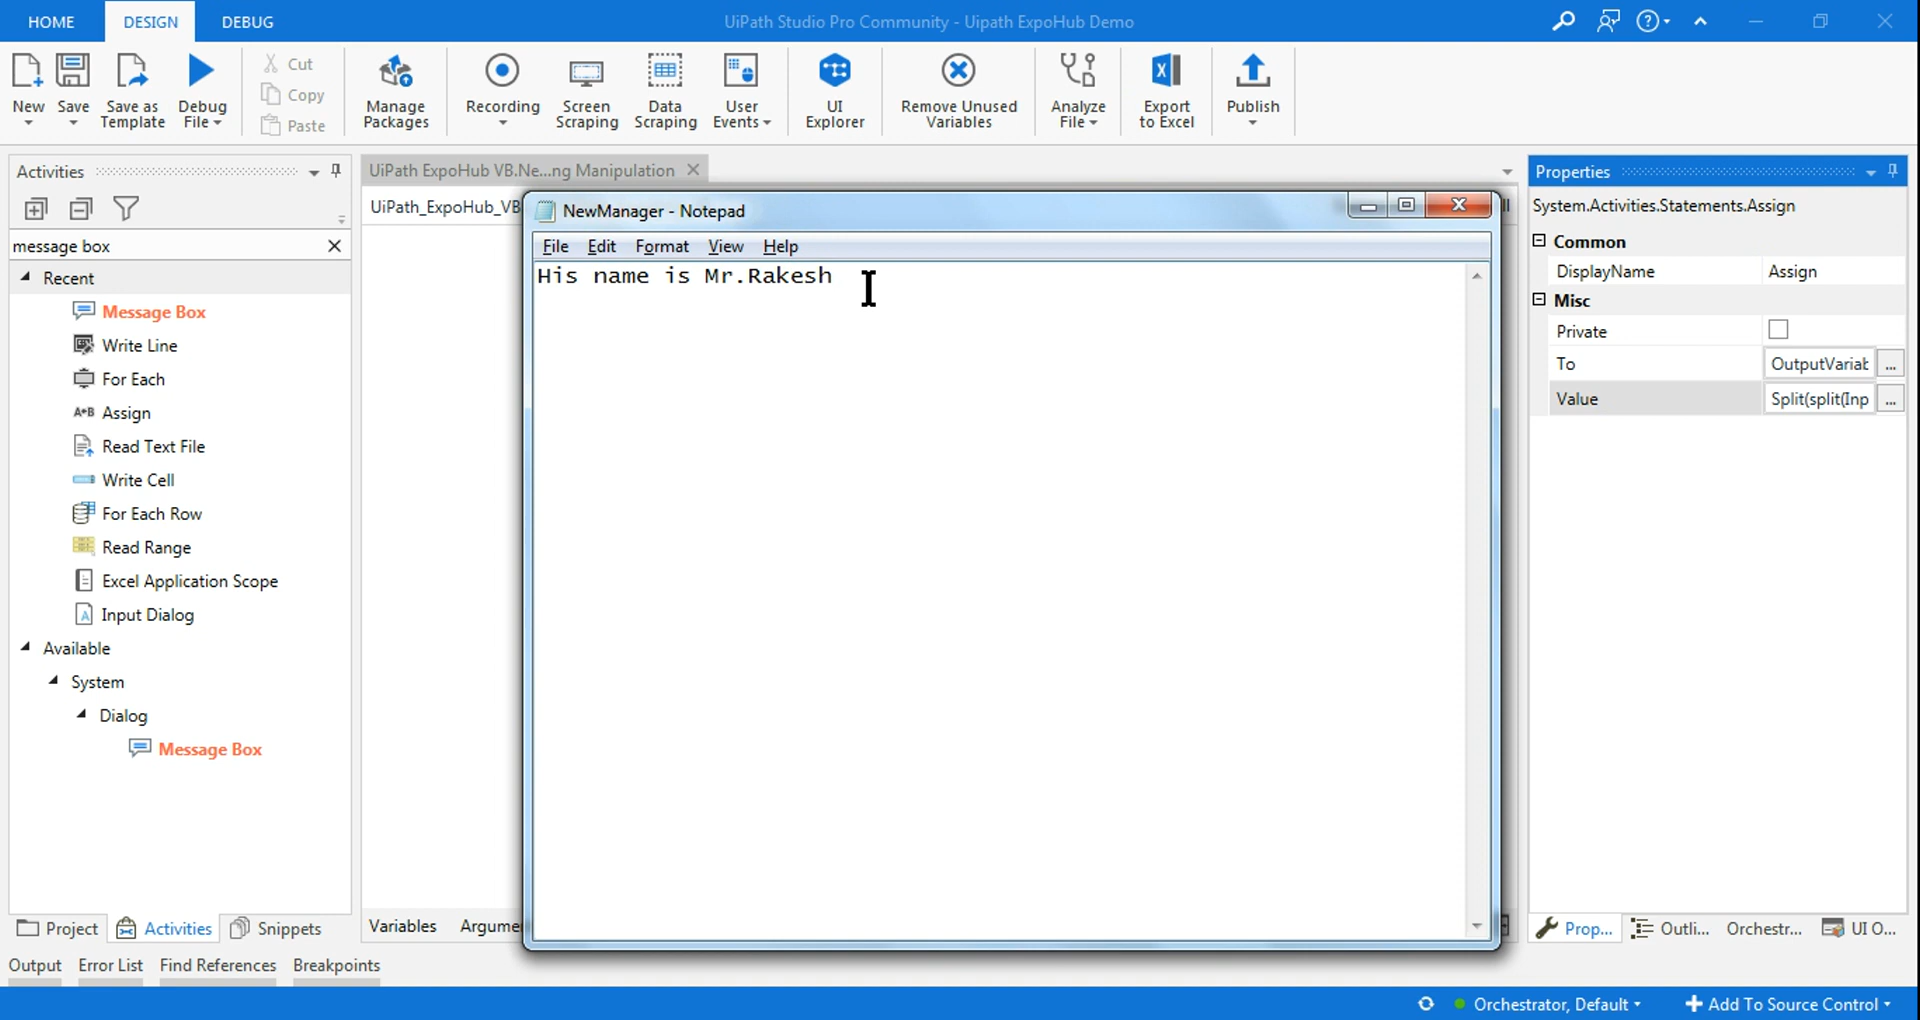 HOME DESIGN DEBUG UiPath Studio Pro Community - Uipath ExpoHub Demo
New Save Save as Template Debug File
Cut
Copy
Paste
Manage Packages
Recording
Screen Scraping
Data Scraping
User Events
UI Explorer
Remove Unused Variables
Analyze File
Export to Excel
Publish
Activities
message box
Recent
Message Box
Write Line
For Each
A*B Assign
Read Text File
Write Cell
For Each Row
Read Range
Excel Application Scope
Input Dialog
Available
System
Dialog
Message Box
Project Activities Snippets
UiPath ExpoHub VB.Ne...ng Manipulation
UiPath_ExpoHub_VB
NewManager - Notepad
File Edit Format View Help
His name is Mr.Rakesh
Variables Argume
Properties
System.Activities.Statements.Assign
Common
DisplayName Assign
Misc
Private
To OutputVariab ...
Value Split(split(Inp ...
Prop... Outli... Orchestr... UI O...
Output Error List Find References Breakpoints
Orchestrator, Default Add To Source Control